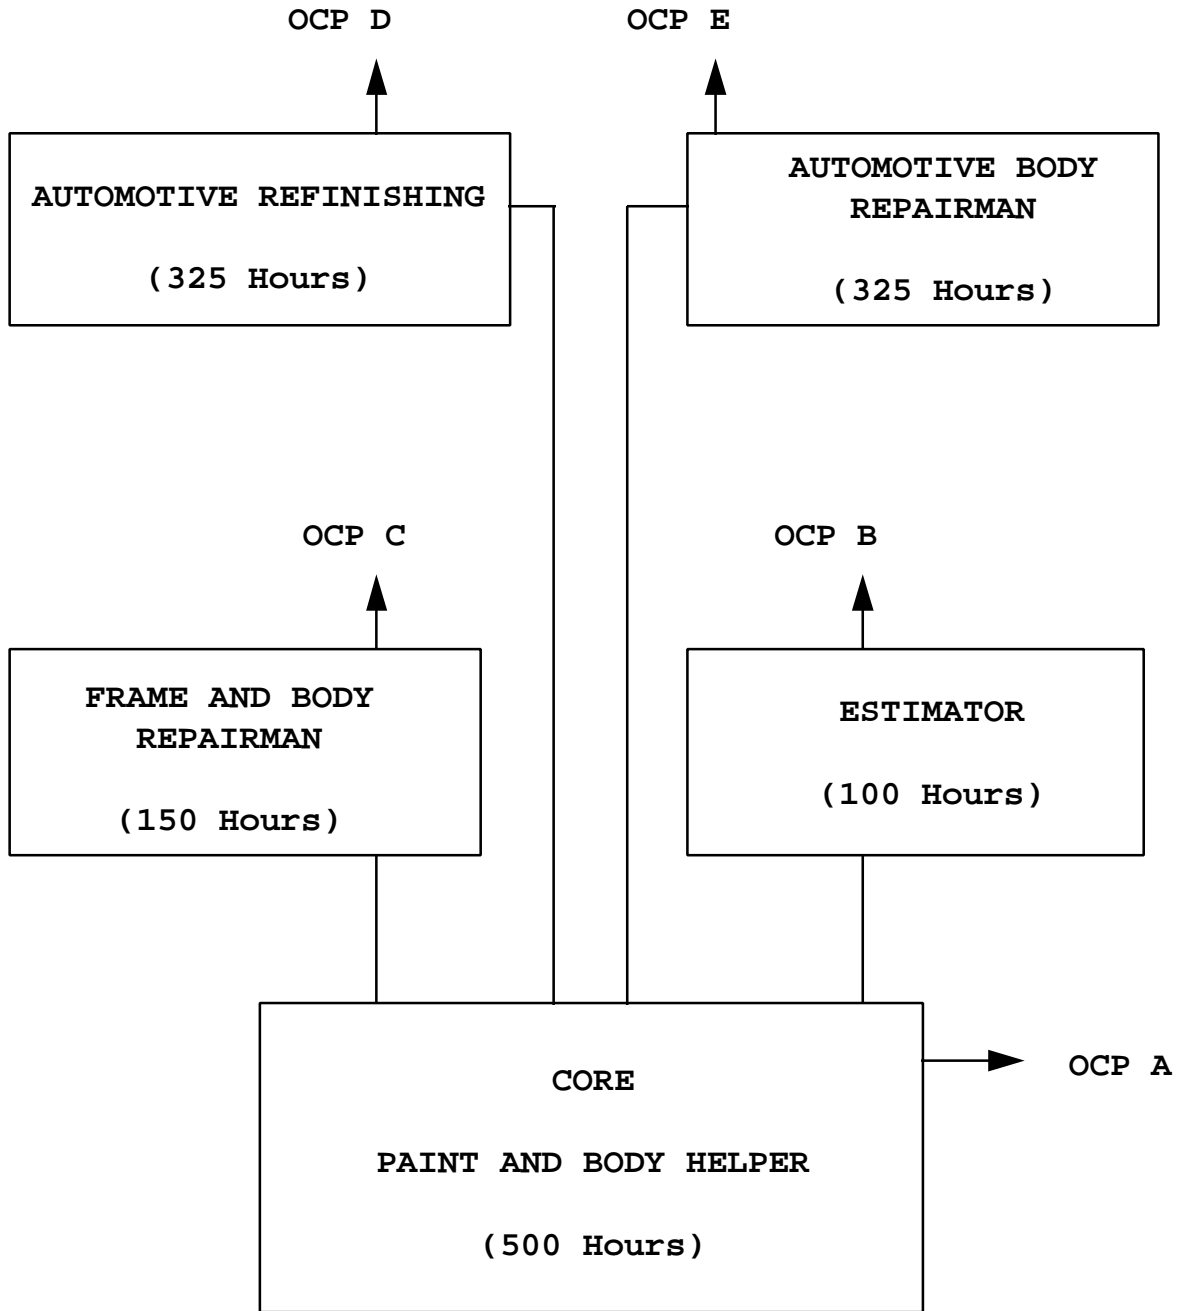 OCP D
OCP E
AUTOMOTIVE REFINISHING
(325 Hours)
AUTOMOTIVE BODY
REPAIRMAN
(325 Hours)
OCP C
OCP B
FRAME AND BODY
REPAIRMAN
(150 Hours)
ESTIMATOR
(100 Hours)
CORE
PAINT AND BODY HELPER
(500 Hours)
OCP A